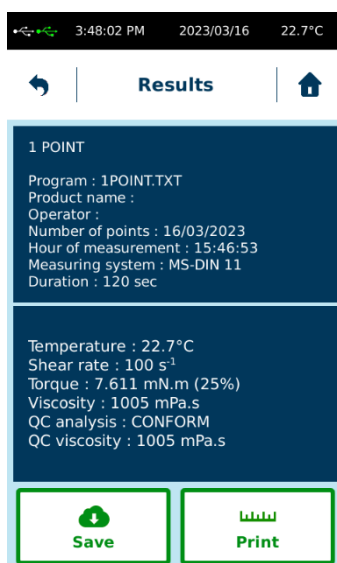 3:48:02 PM 2023/03/16 22.7°C
Results
1 POINT
Program : 1POINT.TXT
Product name :
Operator :
Number of points : 16/03/2023
Hour of measurement : 15:46:53
Measuring system : MS-DIN 11
Duration : 120 sec
Temperature : 22.7°C
Shear rate : 100 s⁻¹
Torque : 7.611 mN.m (25%)
Viscosity : 1005 mPa.s
QC analysis : CONFORM
QC viscosity : 1005 mPa.s
Save Print